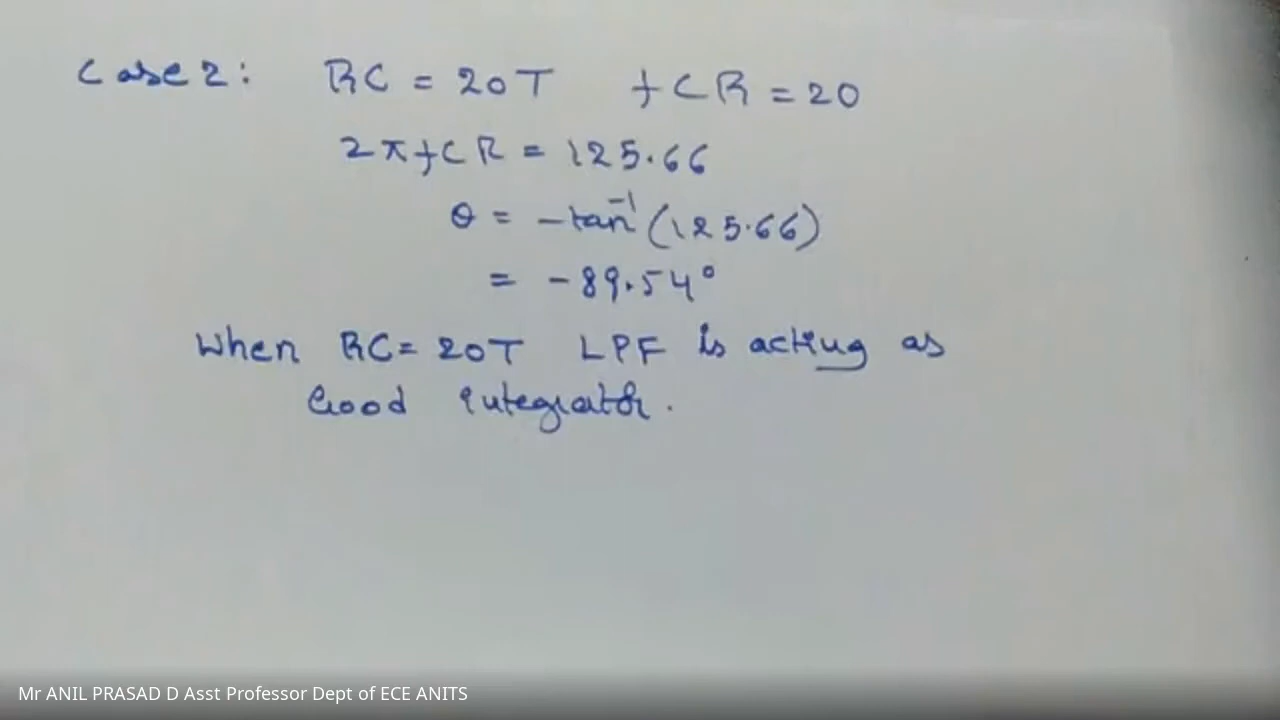 Case 2: RC = 20T fCR = 20
2πfCR = 125.66
θ = -tan⁻¹(125.66)
= -89.54°
When RC = 20T LPF is acting as
Good integrator.
Mr ANIL PRASAD D Asst Professor Dept of ECE ANITS